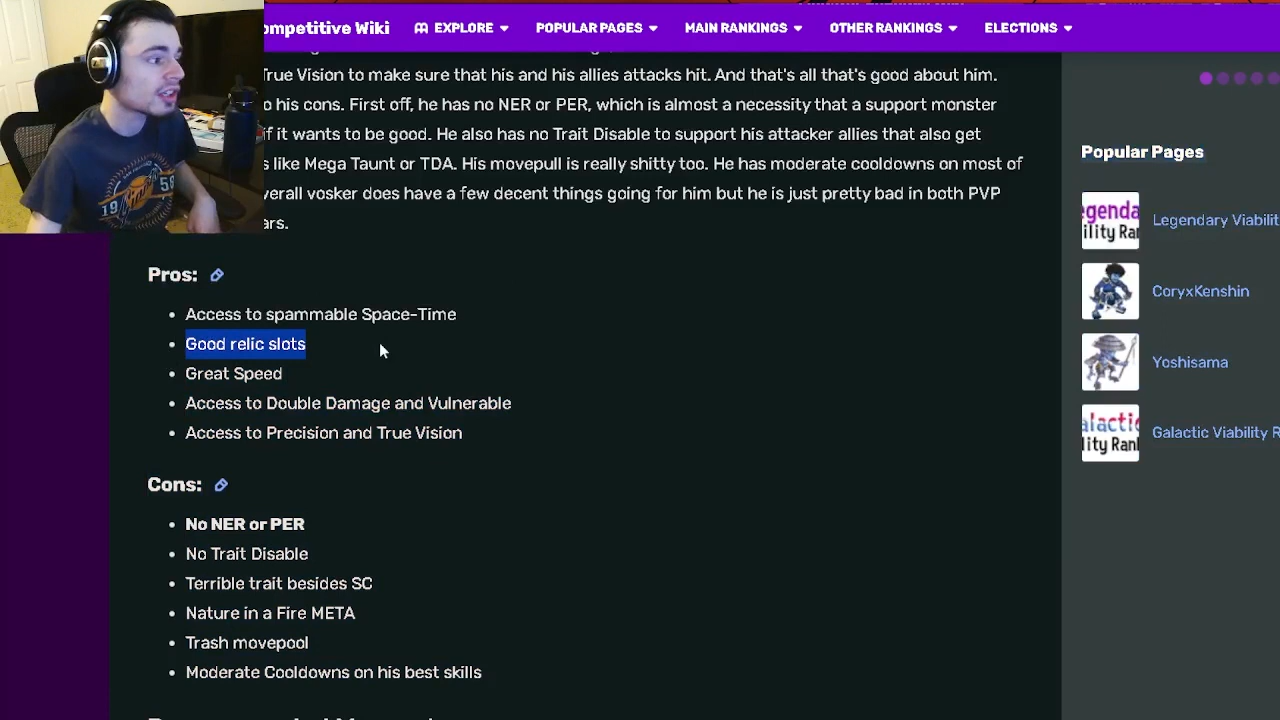 ompetitive Wiki
EXPLORE
POPULAR PAGES
MAIN RANKINGS
OTHER RANKINGS
ELECTIONS
True Vision to make sure that his and his allies attacks hit. And that's all that's good about him.
o his cons. First off, he has no NER or PER, which is almost a necessity that a support monster
if it wants to be good. He also has no Trait Disable to support his attacker allies that also get
s like Mega Taunt or TDA. His movepull is really shitty too. He has moderate cooldowns on most of
verall vosker does have a few decent things going for him but he is just pretty bad in both PVP
ars.
Pros:
Access to spammable Space-Time
Good relic slots
Great Speed
Access to Double Damage and Vulnerable
Access to Precision and True Vision
Cons:
No NER or PER
No Trait Disable
Terrible trait besides SC
Nature in a Fire META
Trash movepool
Moderate Cooldowns on his best skills
Popular Pages
egenda
ility Ra
Legendary Viabilit
CoryxKenshin
Yoshisama
alactic
ility Ran
Galactic Viability R
19 56